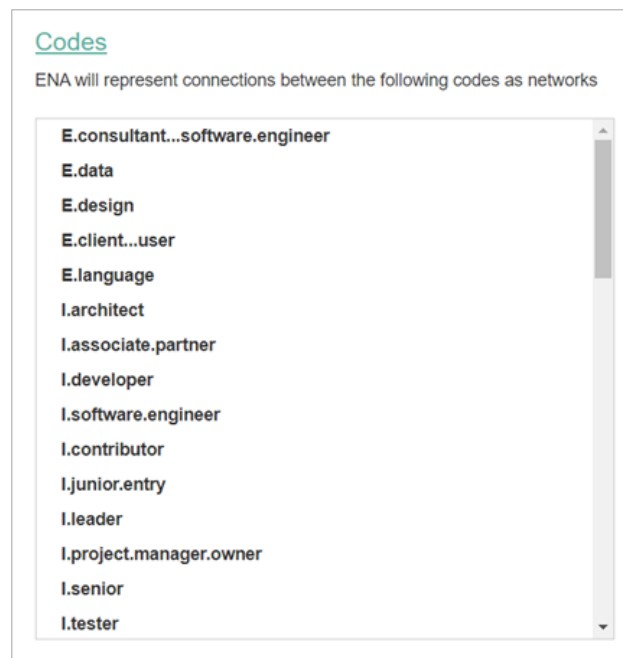 Codes
ENA will represent connections between the following codes as networks
E.consultant...software.engineer
E.data
E.design
E.client...user
E.language
I.architect
I.associate.partner
I.developer
I.software.engineer
I.contributor
I.junior.entry
I.leader
I.project.manager.owner
I.senior
I.tester